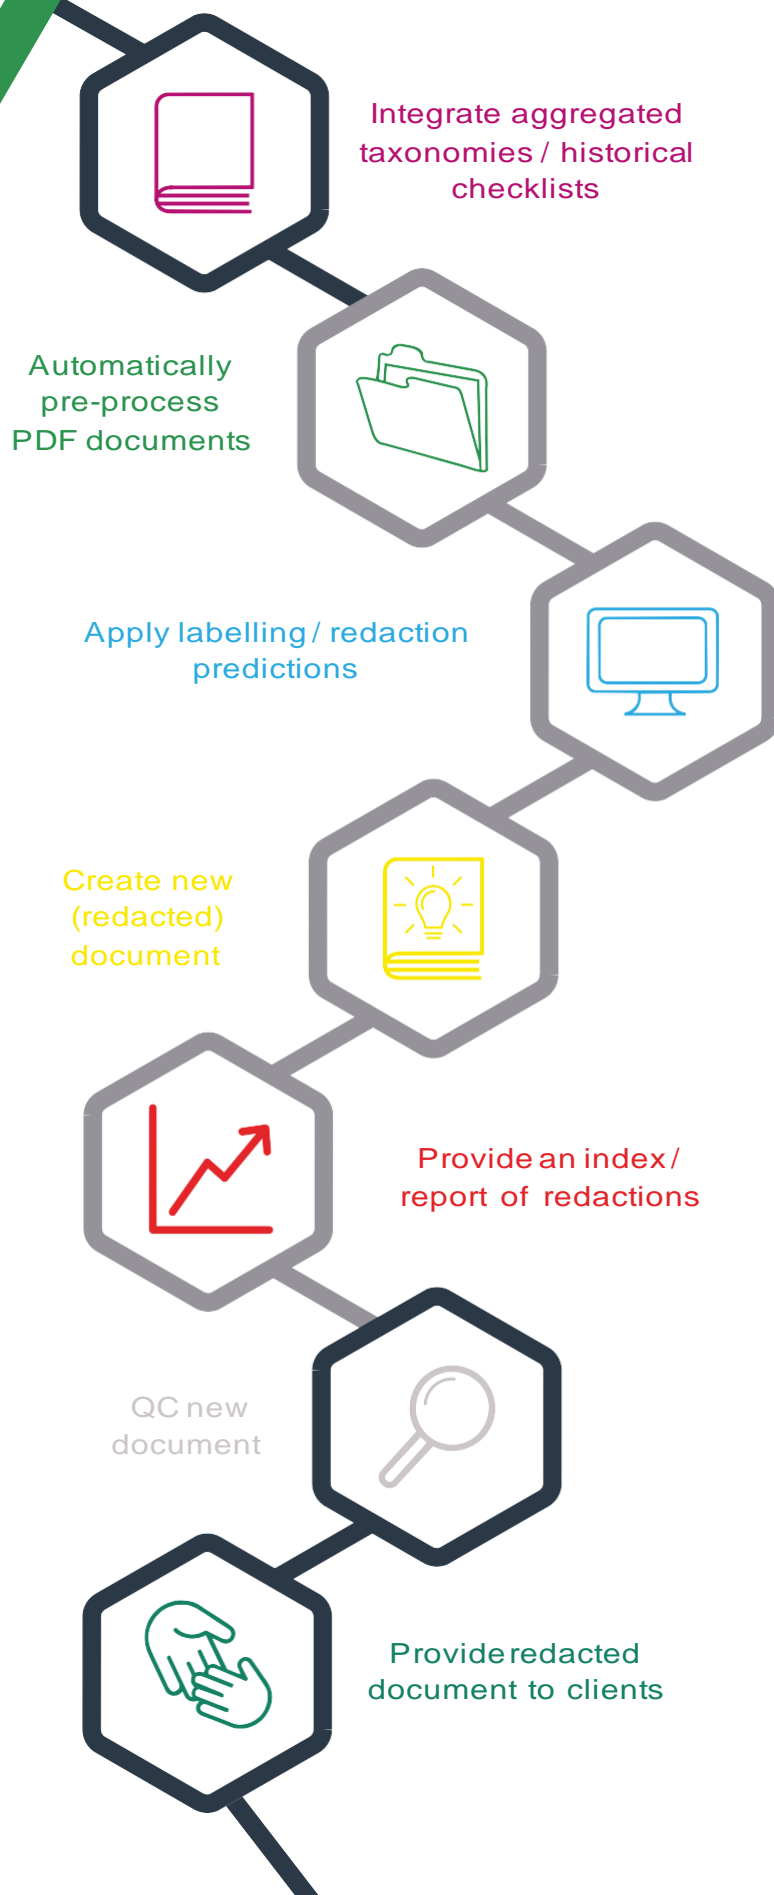 Integrate aggregated
taxonomies / historical
checklists
Automatically
pre-process
PDF documents
Apply labelling / redaction
predictions
Create new
(redacted)
document
Provide an index /
report of redactions
QC new
document
Provide redacted
document to clients